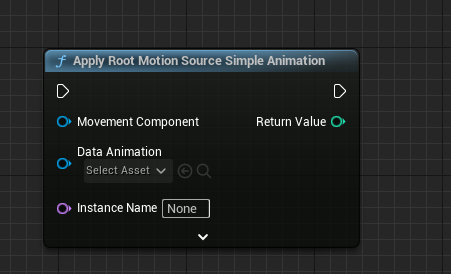 Apply Root Motion Source Simple Animation
Movement Component
Return Value
Data Animation
Select Asset
Instance Name
None